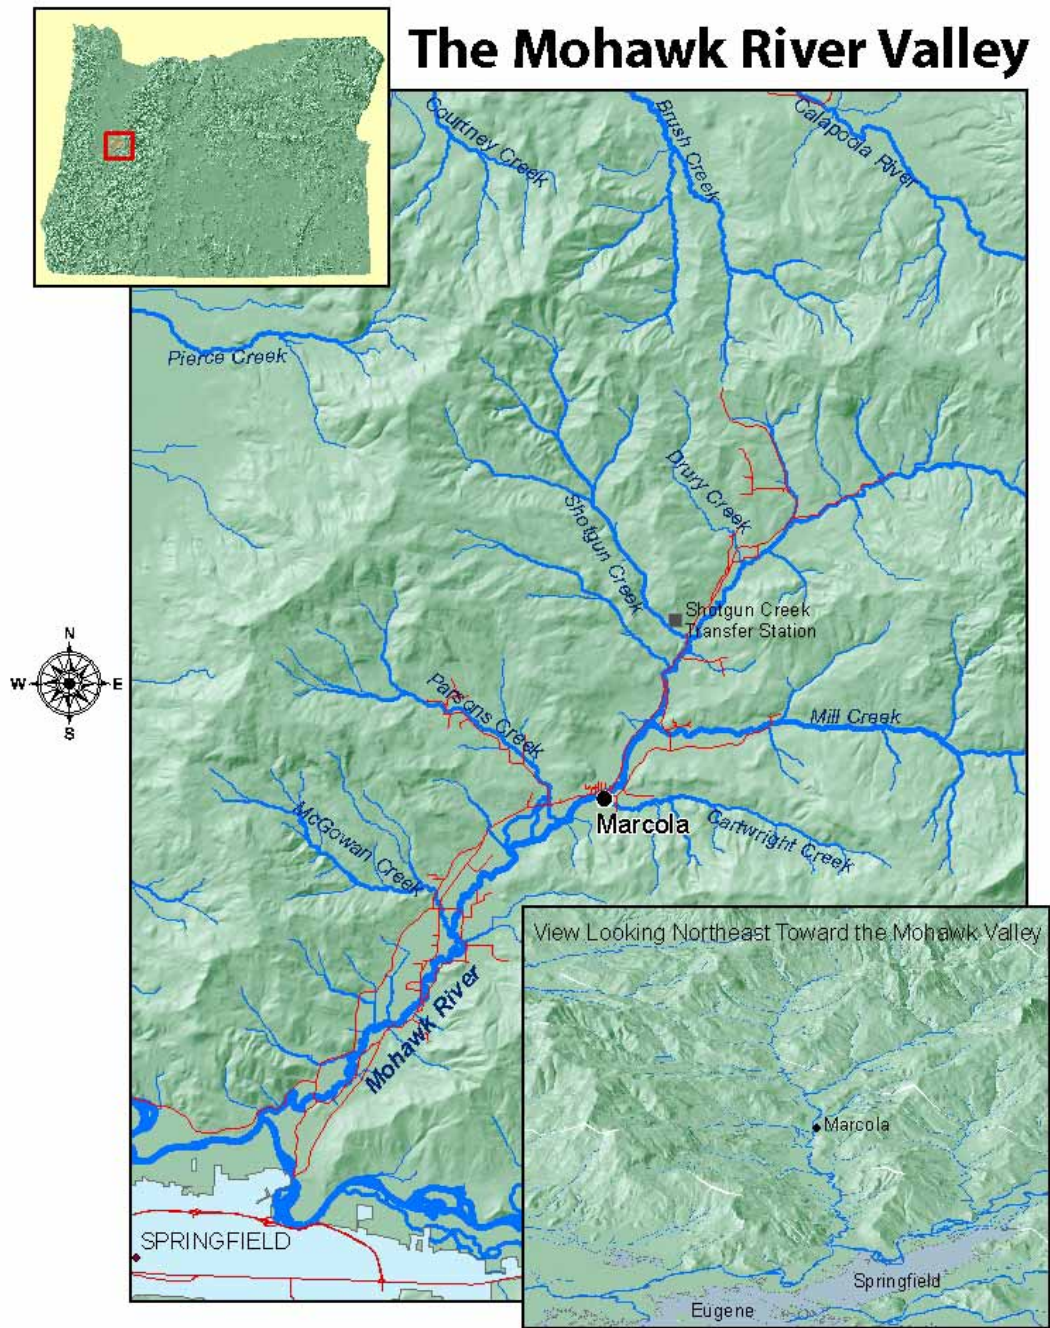 The Mohawk River Valley
Courtney Creek
Brush Creek
Calapooia River
Pierce Creek
Drury Creek
Shotgun Creek
Shotgun Creek
Transfer Station
N
W
E
S
Parsons Creek
Mill Creek
McGowan Creek
Marcola
Cartwright Creek
View Looking Northeast Toward the Mohawk Valley
Mohawk River
Marcola
SPRINGFIELD
Springfield
Eugene